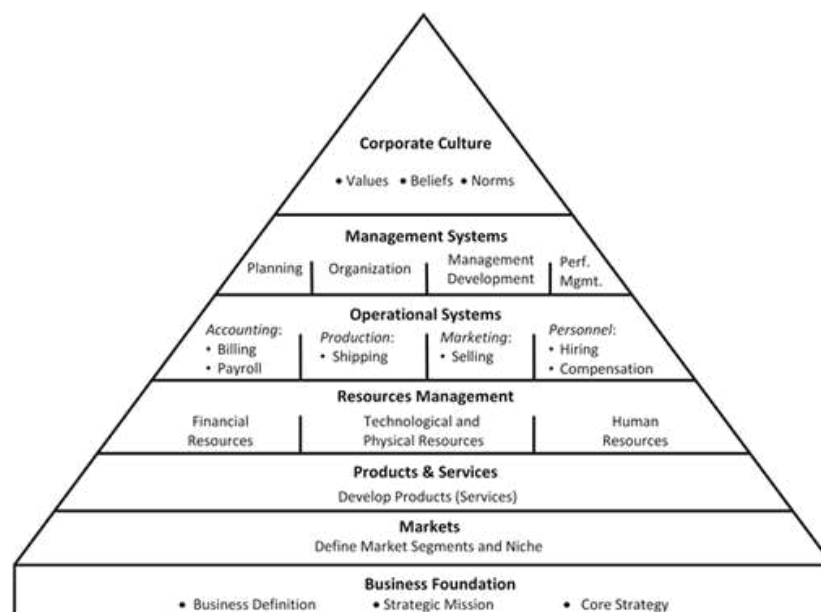 Corporate Culture
• Values • Beliefs • Norms
Management Systems
Planning
Organization
Management
Development
Perf.
Mgmt.
Operational Systems
Accounting:
• Billing
• Payroll
Production:
• Shipping
Marketing:
• Selling
Personnel:
• Hiring
• Compensation
Resources Management
Financial
Resources
Technological and
Physical Resources
Human
Resources
Products & Services
Develop Products (Services)
Markets
Define Market Segments and Niche
Business Foundation
• Business Definition • Strategic Mission • Core Strategy